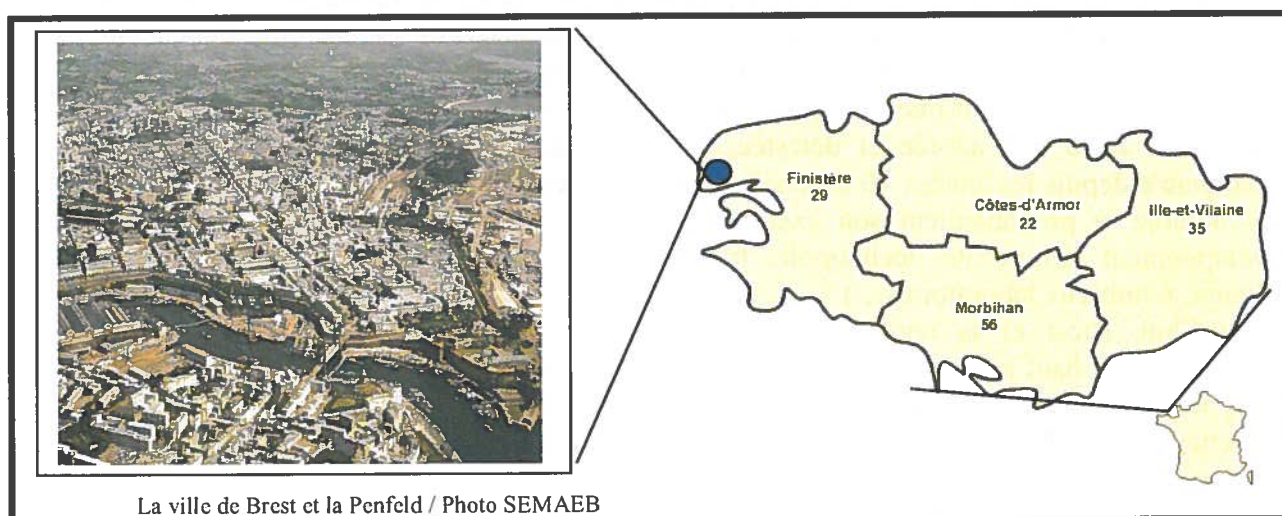 Finistère
29
Côtes-d'Armor
22
Ille-et-Vilaine
35
Morbihan
56
La ville de Brest et la Penfeld / Photo SEMAEB